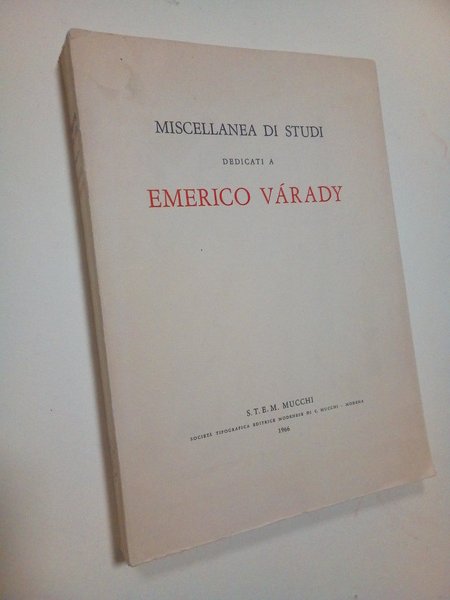 MISCELLANEA DI STUDI
DEDICATI A
EMERICO VÁRADY
S.T.E.M. MUCCHI
SOCIETÀ TIPOGRAFICA EDITRICE MODENESE DI E. MUCCHI - MODENA
1966